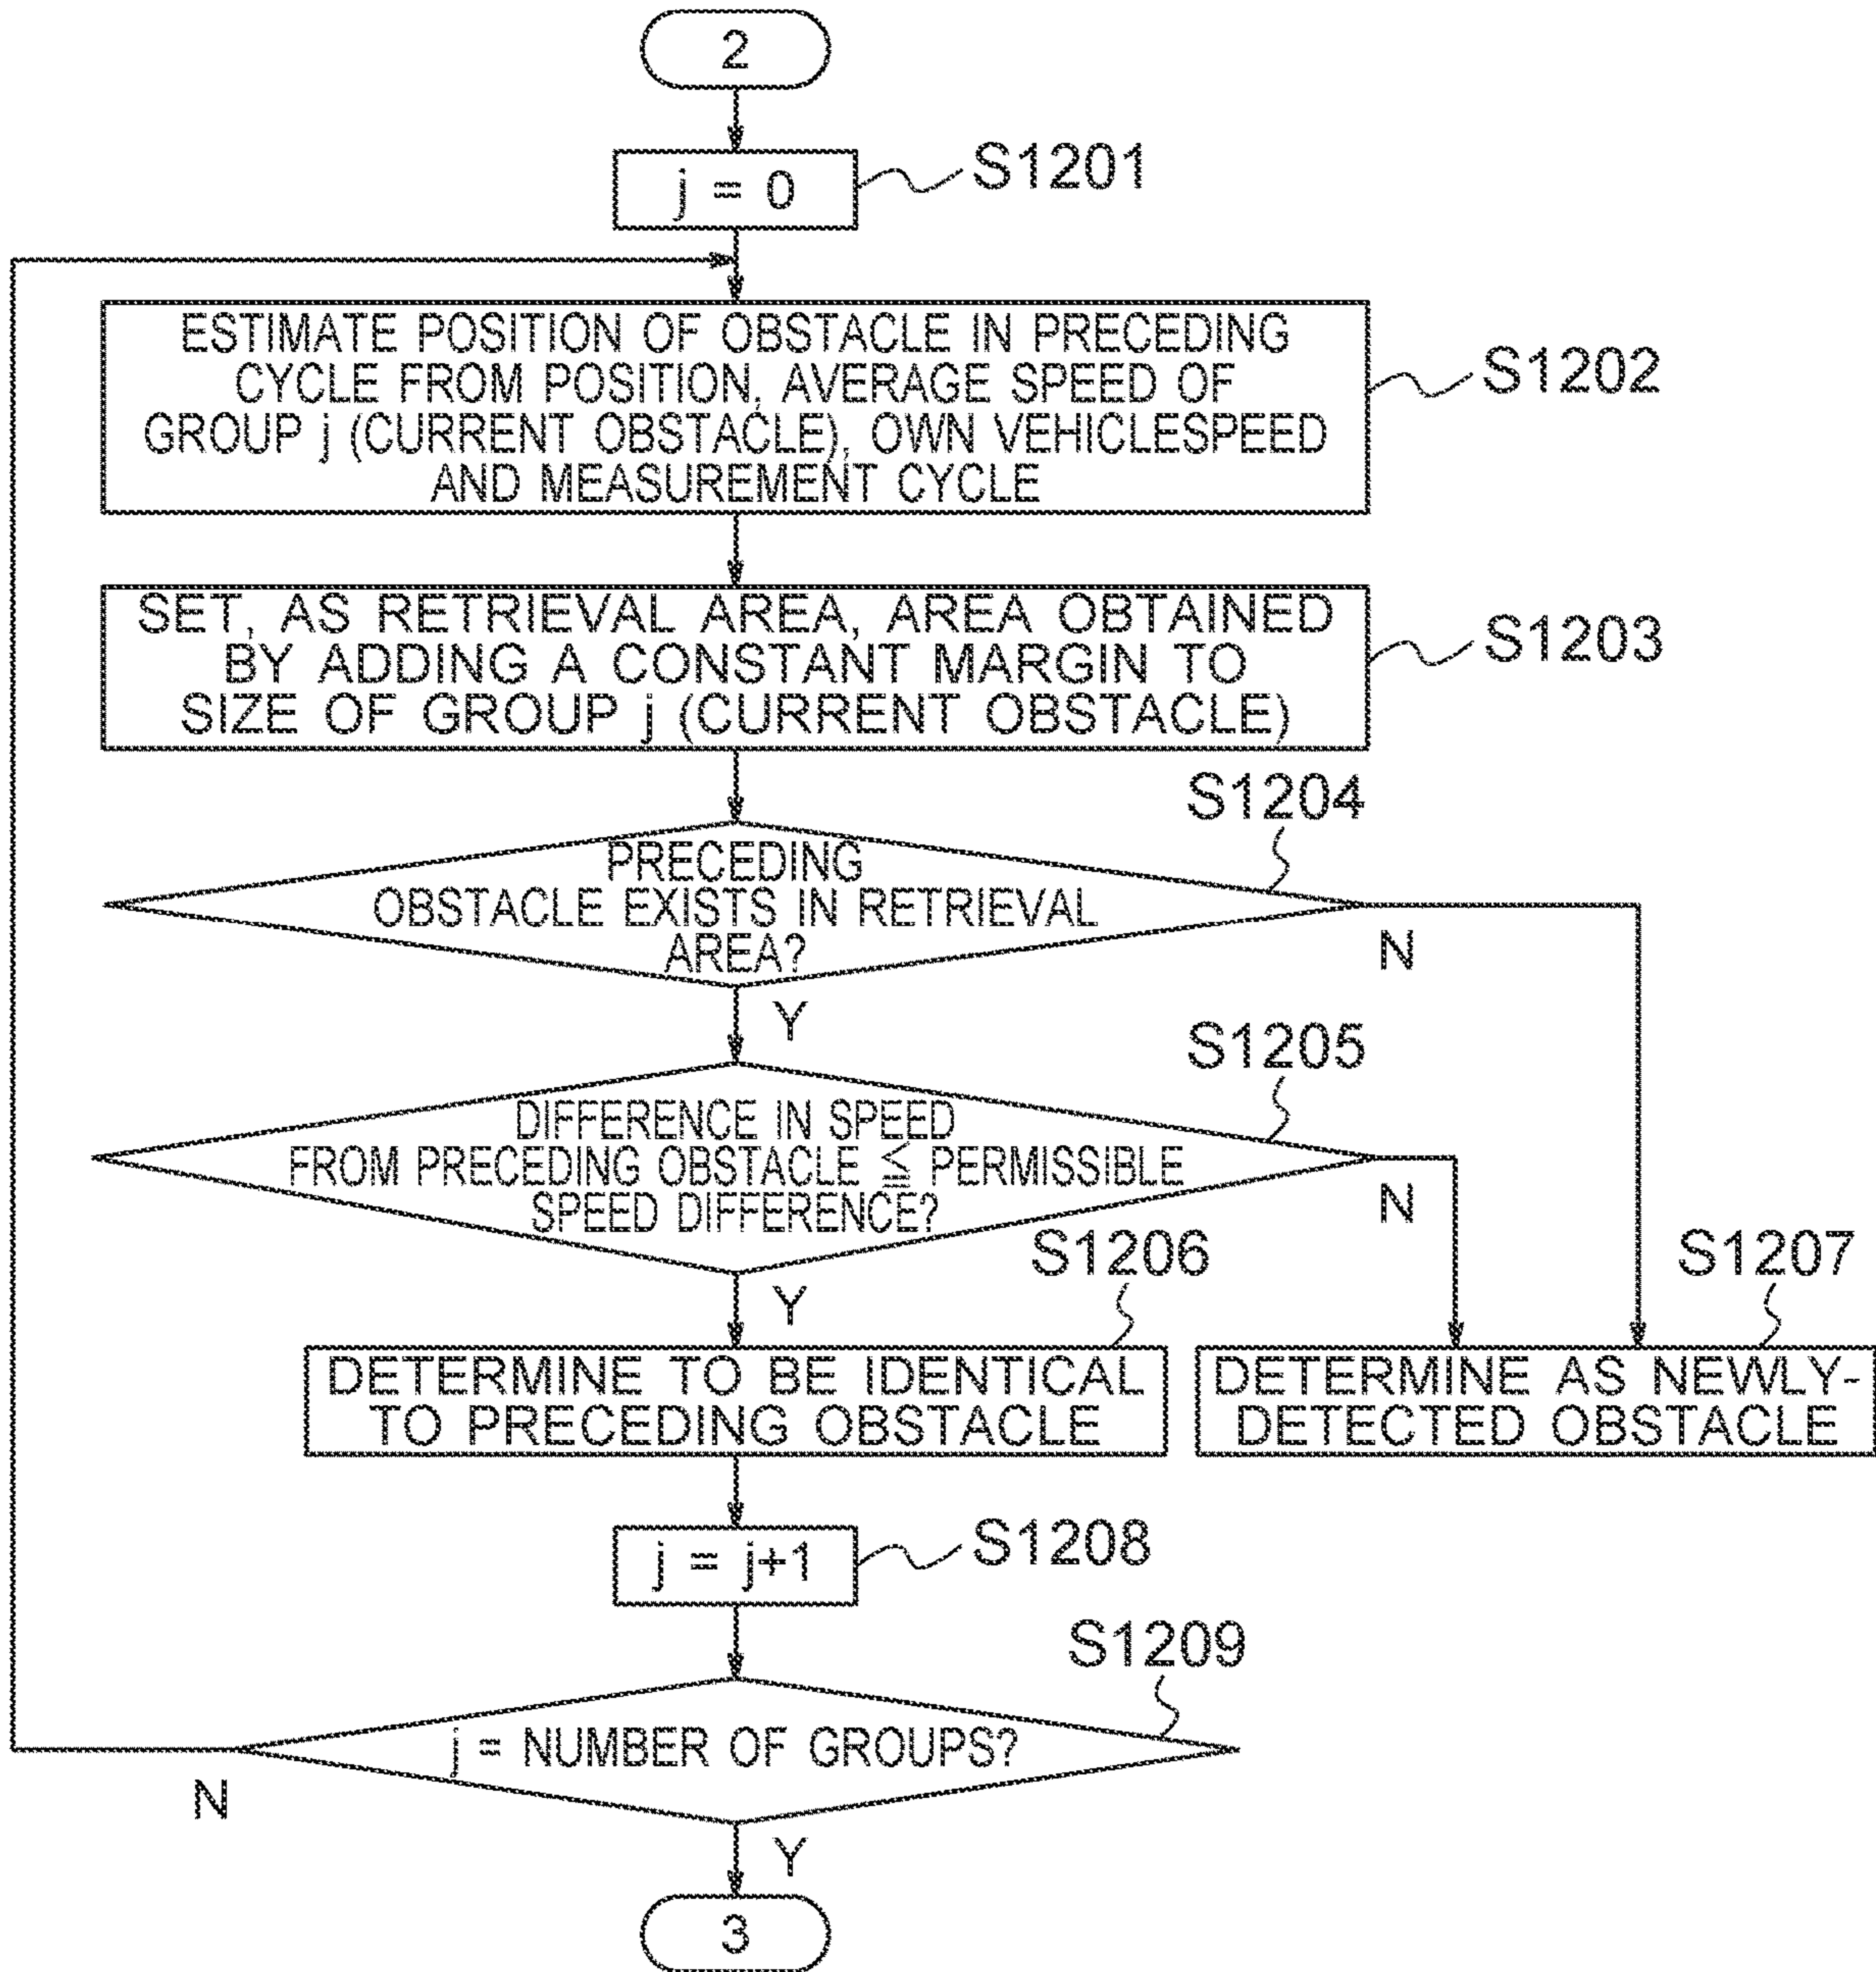 2
j = 0
S1201
ESTIMATE POSITION OF OBSTACLE IN PRECEDING
CYCLE FROM POSITION, AVERAGE SPEED OF
GROUP j (CURRENT OBSTACLE), OWN VEHICLESPEED
AND MEASUREMENT CYCLE
S1202
SET, AS RETRIEVAL AREA, AREA OBTAINED
BY ADDING A CONSTANT MARGIN TO
SIZE OF GROUP j (CURRENT OBSTACLE)
S1203
S1204
PRECEDING
OBSTACLE EXISTS IN RETRIEVAL
AREA?
N
Y
S1205
DIFFERENCE IN SPEED
FROM PRECEDING OBSTACLE ≦ PERMISSIBLE
SPEED DIFFERENCE?
N
Y
S1206
S1207
DETERMINE TO BE IDENTICAL
TO PRECEDING OBSTACLE
DETERMINE AS NEWLY-
DETECTED OBSTACLE
j = j+1
S1208
S1209
j = NUMBER OF GROUPS?
N
Y
3